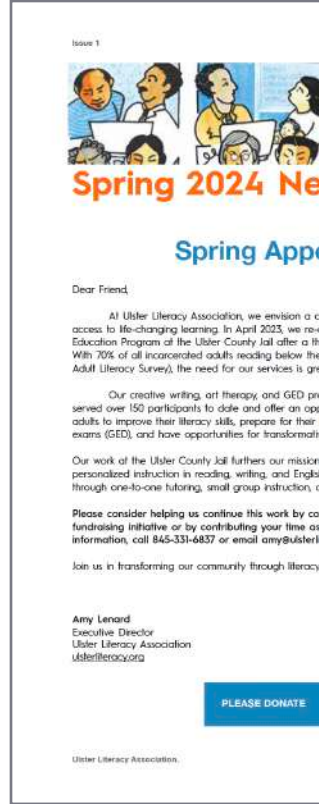 Issue 1
Spring 2024 Ne
Spring Appe
Dear Friend,
At Ulster Literacy Association, we envision a c
access to life-changing learning. In April 2023, we re-e
Education Program at the Ulster County Jail after a th
With 70% of all incarcerated adults reading below the
Adult Literacy Survey), the need for our services is gre
Our creative writing, art therapy, and GED pro
served over 150 participants to date and offer an opp
adults to improve their literacy skills, prepare for their
exams (GED), and have opportunities for transformati
Our work at the Ulster County Jail furthers our mission
personalized instruction in reading, writing, and Englis
through one-to-one tutoring, small group instruction, c
Please consider helping us continue this work by co
fundraising initiative or by contributing your time as
information, call 845-331-6837 or email amy@ulsterli
Join us in transforming our community through literacy
Amy Lenard
Executive Director
Ulster Literacy Association
ulsterliteracy.org
PLEASE DONATE
Ulster Literacy Association.